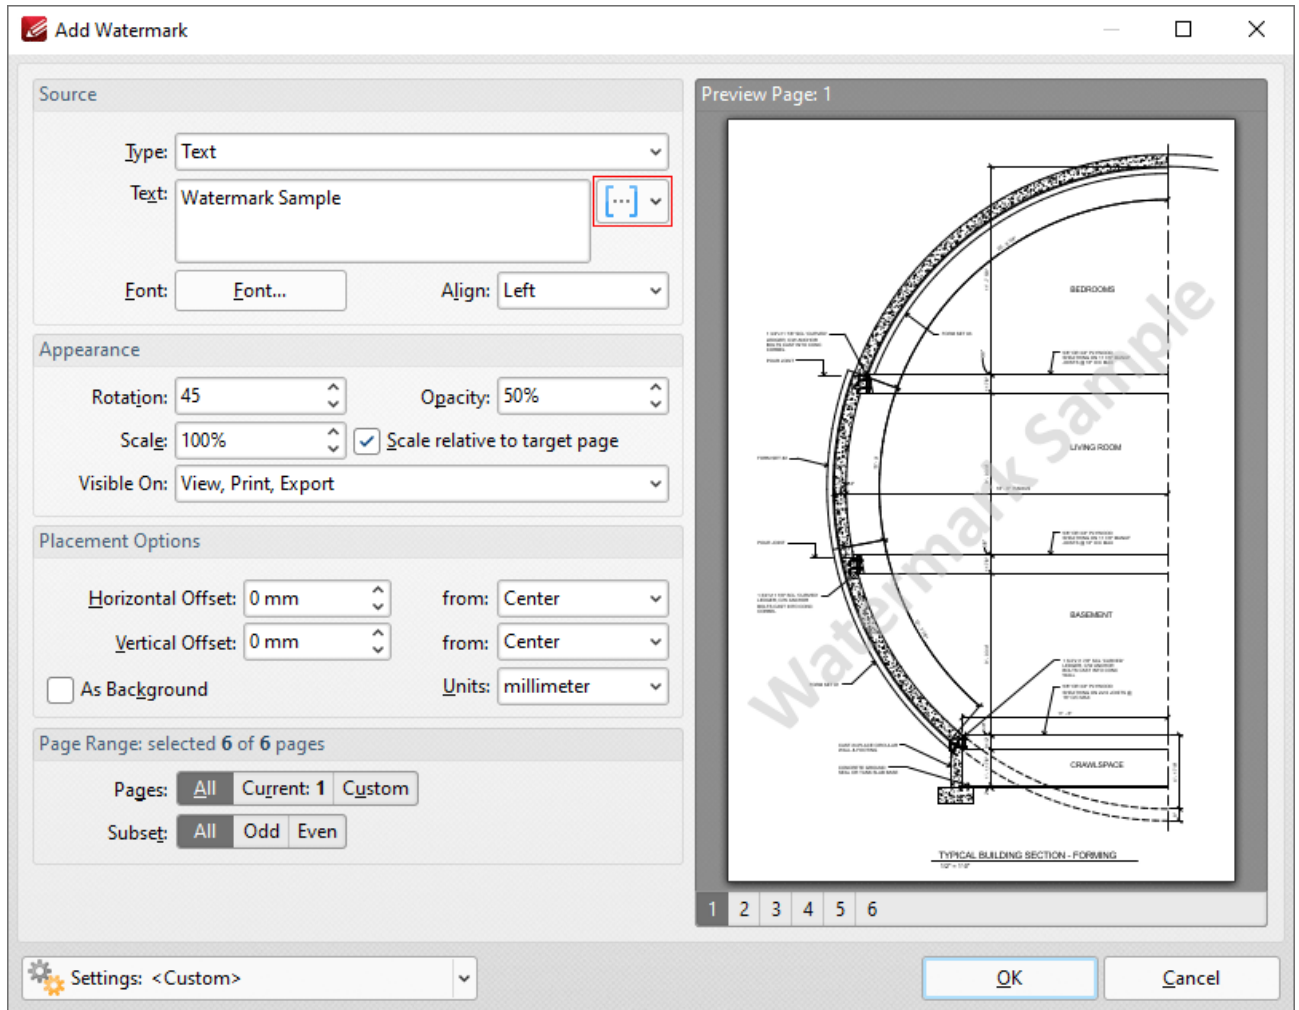 Add Watermark
Source
Type: Text
Text: Watermark Sample
Font: Font... Align: Left
Appearance
Rotation: 45 Opacity: 50%
Scale: 100% Scale relative to target page
Visible On: View, Print, Export
Placement Options
Horizontal Offset: 0 mm from: Center
Vertical Offset: 0 mm from: Center
As Background Units: millimeter
Page Range: selected 6 of 6 pages
Pages: All Current: 1 Custom
Subset: All Odd Even
Preview Page: 1
BEDROOMS
LIVING ROOM
BASEMENT
CRAWLSPACE
Watermark Sample
TYPICAL BUILDING SECTION - FORMING
1 2 3 4 5 6
Settings: <Custom>
OK Cancel